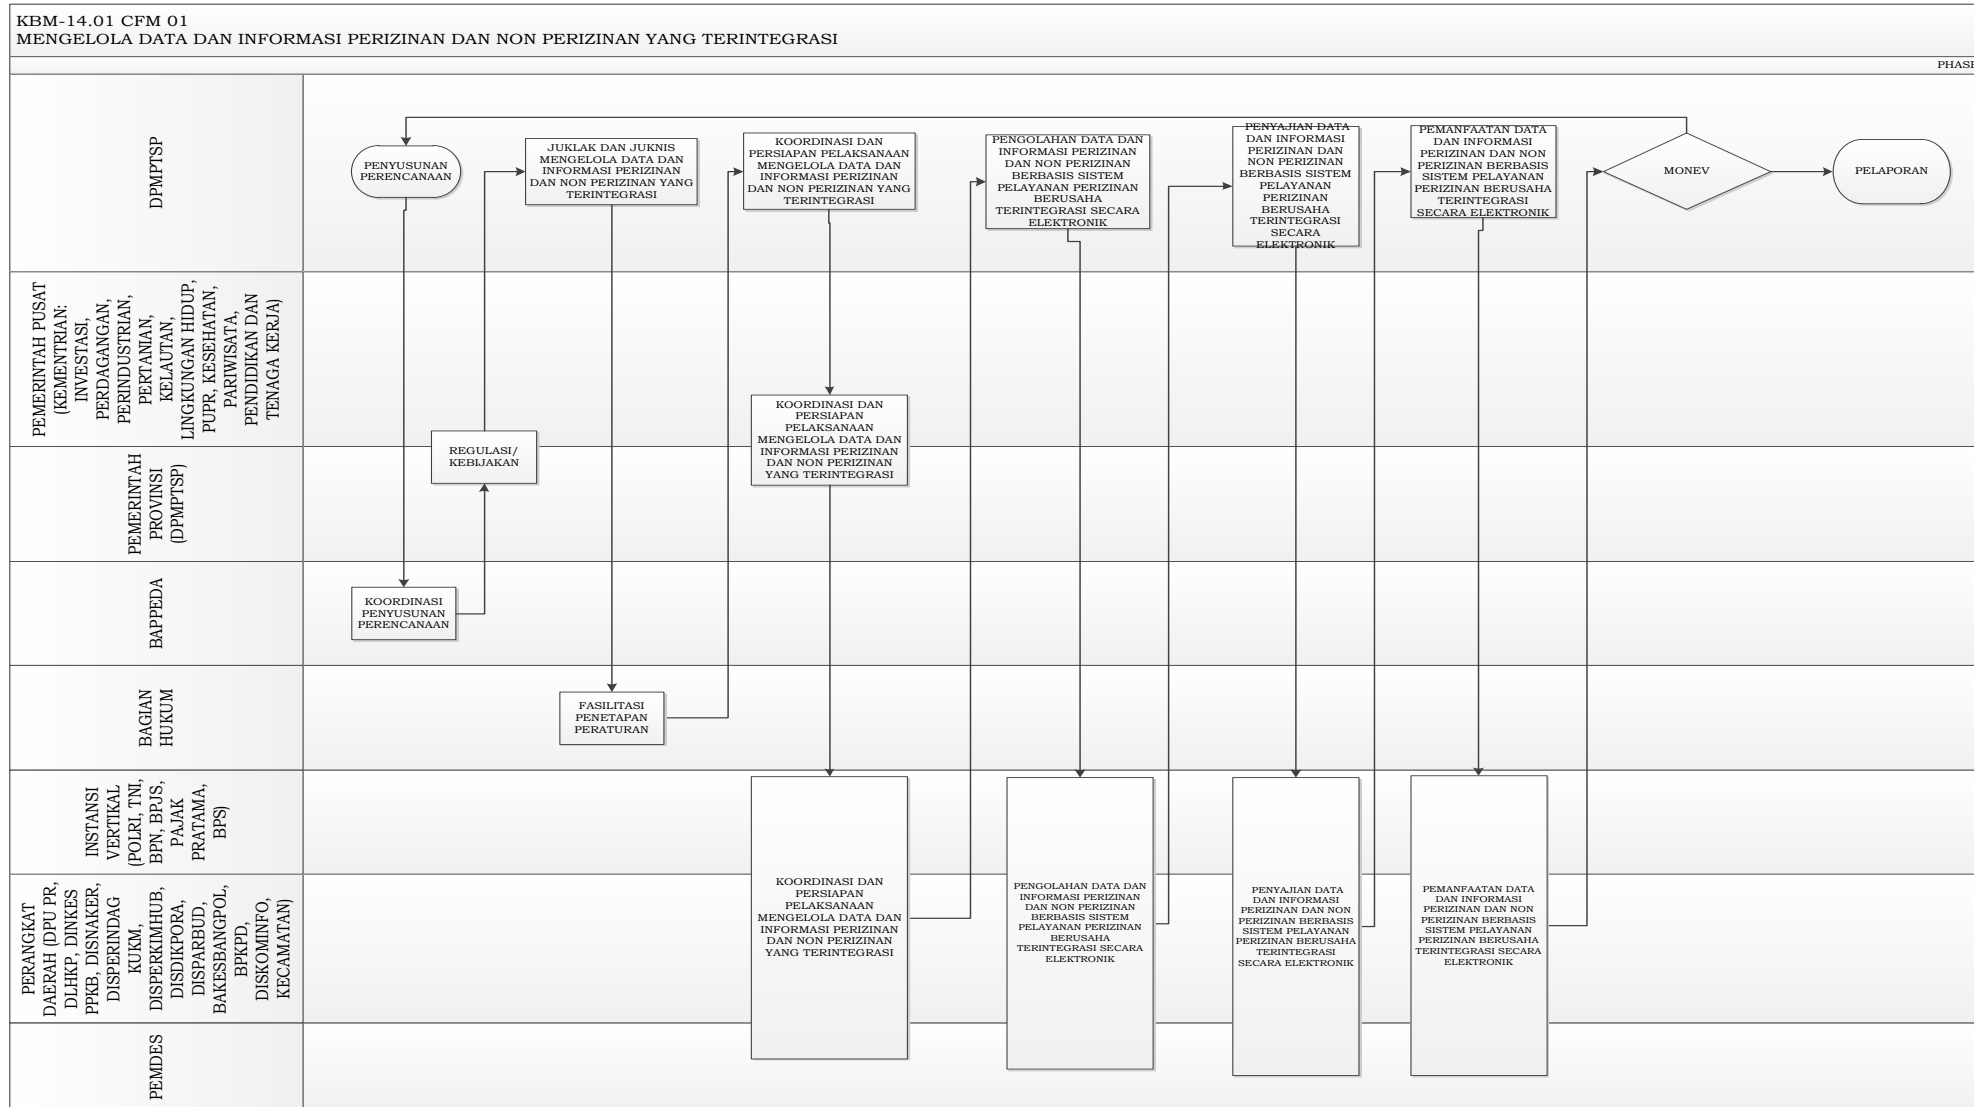 KBM-14.01 CFM 01
MENGELOLA DATA DAN INFORMASI PERIZINAN DAN NON PERIZINAN YANG TERINTEGRASI
PHASE
DPMPTSP
PENYUSUNAN
PERENCANAAN
JUKLAK DAN JUKNIS
MENGELOLA DATA DAN
INFORMASI PERIZINAN
DAN NON PERIZINAN YANG
TERINTEGRASI
KOORDINASI DAN
PERSIAPAN PELAKSANAAN
MENGELOLA DATA DAN
INFORMASI PERIZINAN
DAN NON PERIZINAN YANG
TERINTEGRASI
PENGOLAHAN DATA DAN
INFORMASI PERIZINAN
DAN NON PERIZINAN
BERBASIS SISTEM
PELAYANAN PERIZINAN
BERUSAHA
TERINTEGRASI SECARA
ELEKTRONIK
PENYAJIAN DATA
DAN INFORMASI
PERIZINAN DAN
NON PERIZINAN
BERBASIS SISTEM
PELAYANAN
PERIZINAN
BERUSAHA
TERINTEGRASI
SECARA
ELEKTRONIK
PEMANFAATAN DATA
DAN INFORMASI
PERIZINAN DAN NON
PERIZINAN BERBASIS
SISTEM PELAYANAN
PERIZINAN BERUSAHA
TERINTEGRASI
SECARA ELEKTRONIK
MONEV
PELAPORAN
PEMERINTAH PUSAT
(KEMENTRIAN:
INVESTASI,
PERDAGANGAN,
PERINDUSTRIAN,
PERTANIAN,
KELAUTAN,
LINGKUNGAN HIDUP,
PUPR, KESEHATAN,
PARIWISATA,
PENDIDIKAN DAN
TENAGA KERJA)
KOORDINASI DAN
PERSIAPAN
PELAKSANAAN
MENGELOLA DATA DAN
INFORMASI PERIZINAN
DAN NON PERIZINAN
YANG TERINTEGRASI
REGULASI/
KEBIJAKAN
PEMERINTAH
PROVINSI
(DPMPTSP)
BAPPEDA
KOORDINASI
PENYUSUNAN
PERENCANAAN
BAGIAN
HUKUM
FASILITASI
PENETAPAN
PERATURAN
INSTANSI
VERTIKAL
(POLRI, TNI,
BPN, BPJS,
PAJAK
PRATAMA,
BPS)
PERANGKAT
DAERAH (DPU PR,
DLHKP, DINKES
PPKB, DISNAKER,
DISPERINDAG
KUKM,
DISPERKIMHUB,
DISDIKPORA,
DISPARBUD,
BAKESBANGPOL,
BPKPD,
DISKOMINFO,
KECAMATAN)
KOORDINASI DAN
PERSIAPAN
PELAKSANAAN
MENGELOLA DATA DAN
INFORMASI PERIZINAN
DAN NON PERIZINAN
YANG TERINTEGRASI
PENGOLAHAN DATA DAN
INFORMASI PERIZINAN
DAN NON PERIZINAN
BERBASIS SISTEM
PELAYANAN PERIZINAN
BERUSAHA
TERINTEGRASI SECARA
ELEKTRONIK
PENYAJIAN DATA
DAN INFORMASI
PERIZINAN DAN NON
PERIZINAN BERBASIS
SISTEM PELAYANAN
PERIZINAN BERUSAHA
TERINTEGRASI
SECARA ELEKTRONIK
PEMANFAATAN DATA
DAN INFORMASI
PERIZINAN DAN NON
PERIZINAN BERBASIS
SISTEM PELAYANAN
PERIZINAN BERUSAHA
TERINTEGRASI SECARA
ELEKTRONIK
PEMDES